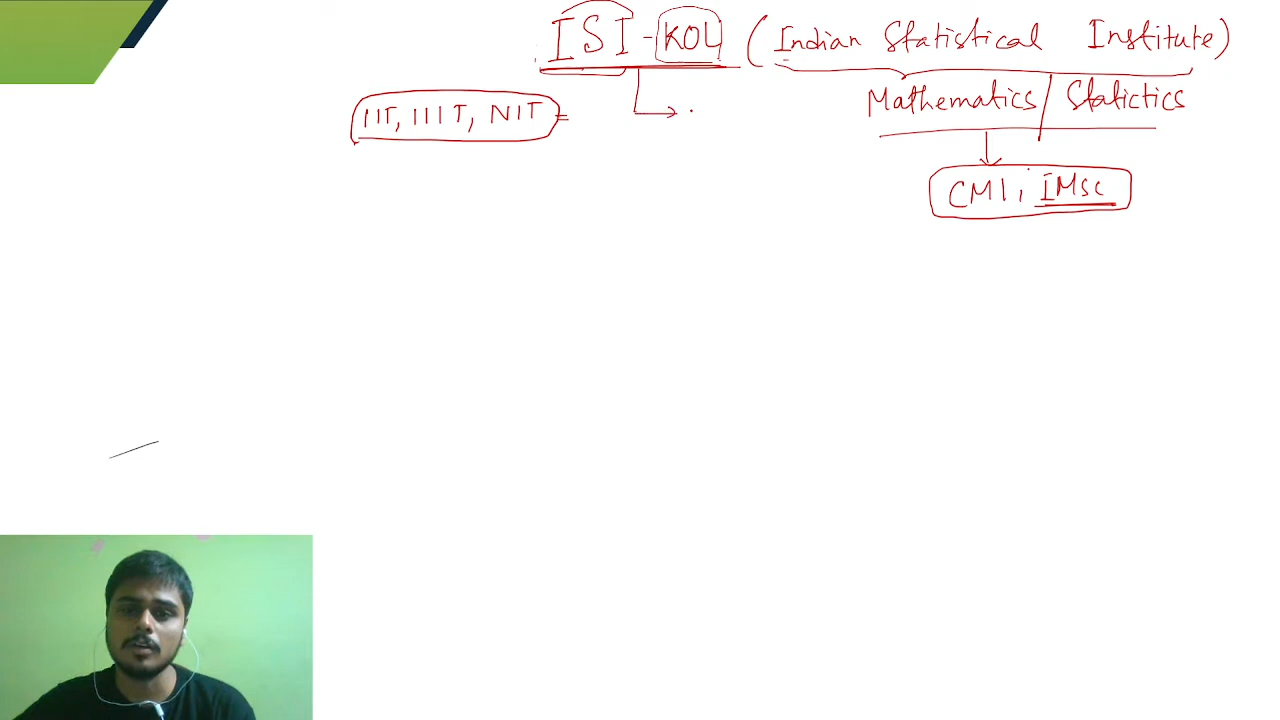 ISI - KOL (Indian Statistical Institute)
IIT, IIIT, NIT =
Mathematics / Statictics
CMI, IMSc